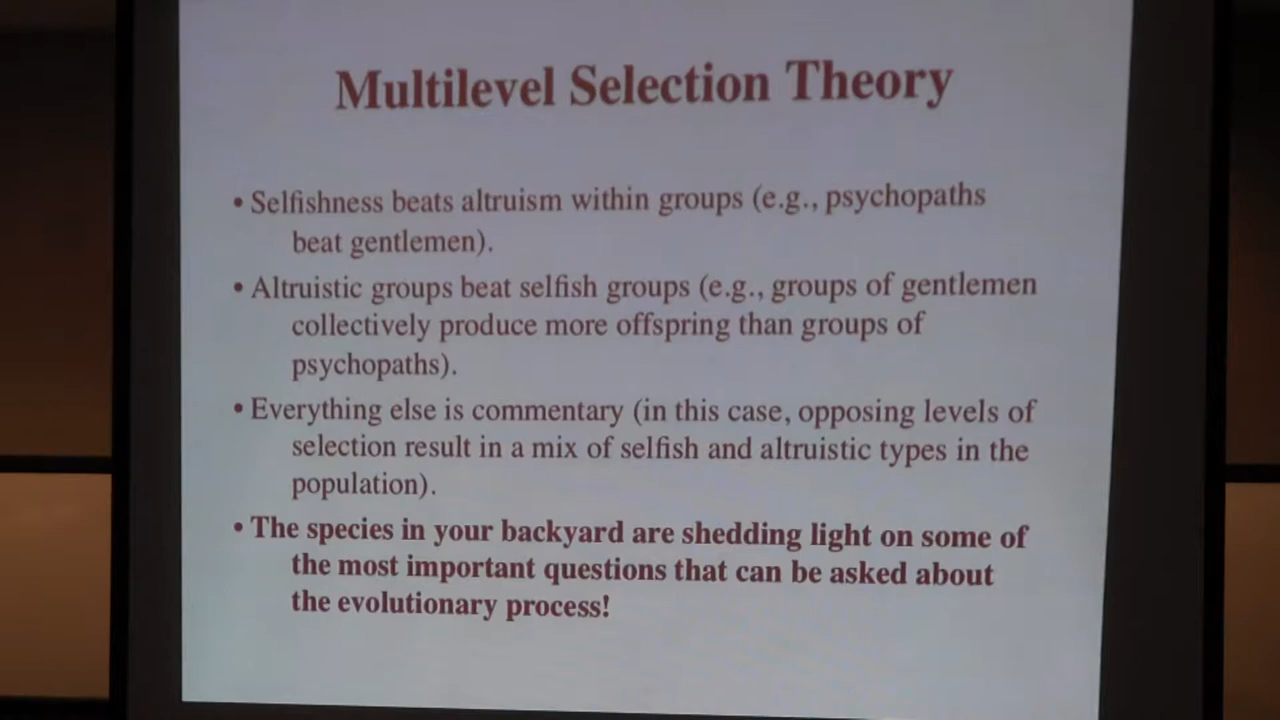 Multilevel Selection Theory
• Selfishness beats altruism within groups (e.g., psychopaths
beat gentlemen).
• Altruistic groups beat selfish groups (e.g., groups of gentlemen
collectively produce more offspring than groups of
psychopaths).
• Everything else is commentary (in this case, opposing levels of
selection result in a mix of selfish and altruistic types in the
population).
• The species in your backyard are shedding light on some of
the most important questions that can be asked about
the evolutionary process!